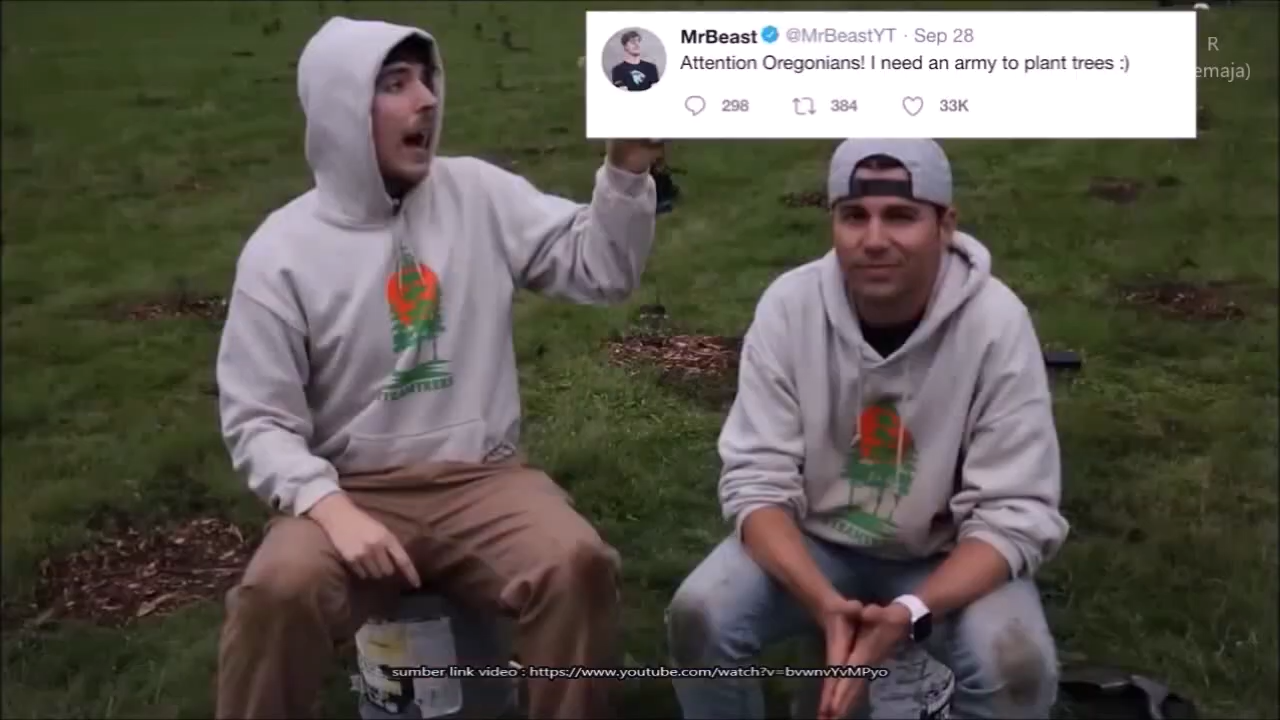 MrBeast @MrBeastYT · Sep 28
Attention Oregonians! I need an army to plant trees :)
298 384 33K
R
emaja)
#TEAMTREES
sumber link video : https://www.youtube.com/watch?v=bvwnvYvMPyo